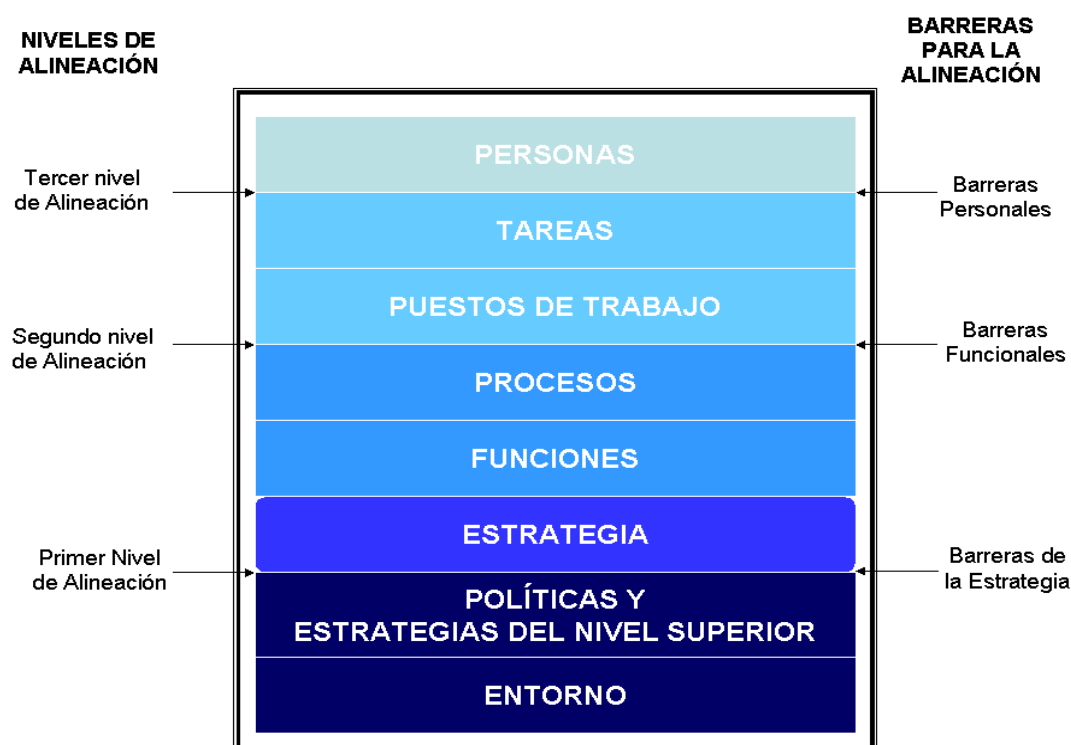 NIVELES DE
ALINEACIÓN
BARRERAS
PARA LA
ALINEACIÓN
PERSONAS
Tercer nivel
de Alineación
Barreras
Personales
TAREAS
PUESTOS DE TRABAJO
Segundo nivel
de Alineación
Barreras
Funcionales
PROCESOS
FUNCIONES
ESTRATEGIA
Primer Nivel
de Alineación
Barreras de
la Estrategia
POLÍTICAS Y
ESTRATEGIAS DEL NIVEL SUPERIOR
ENTORNO